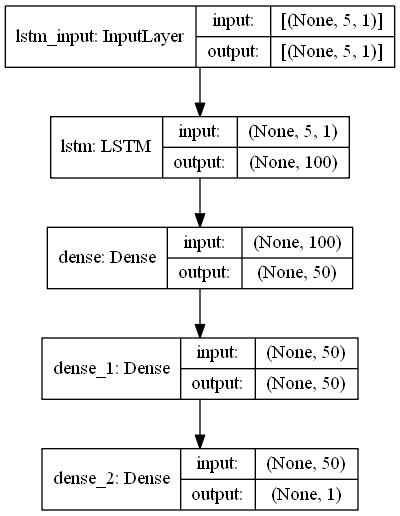 lstm_input: InputLayer
input: [(None, 5, 1)]
output: [(None, 5, 1)]
lstm: LSTM
input: (None, 5, 1)
output: (None, 100)
dense: Dense
input: (None, 100)
output: (None, 50)
dense_1: Dense
input: (None, 50)
output: (None, 50)
dense_2: Dense
input: (None, 50)
output: (None, 1)